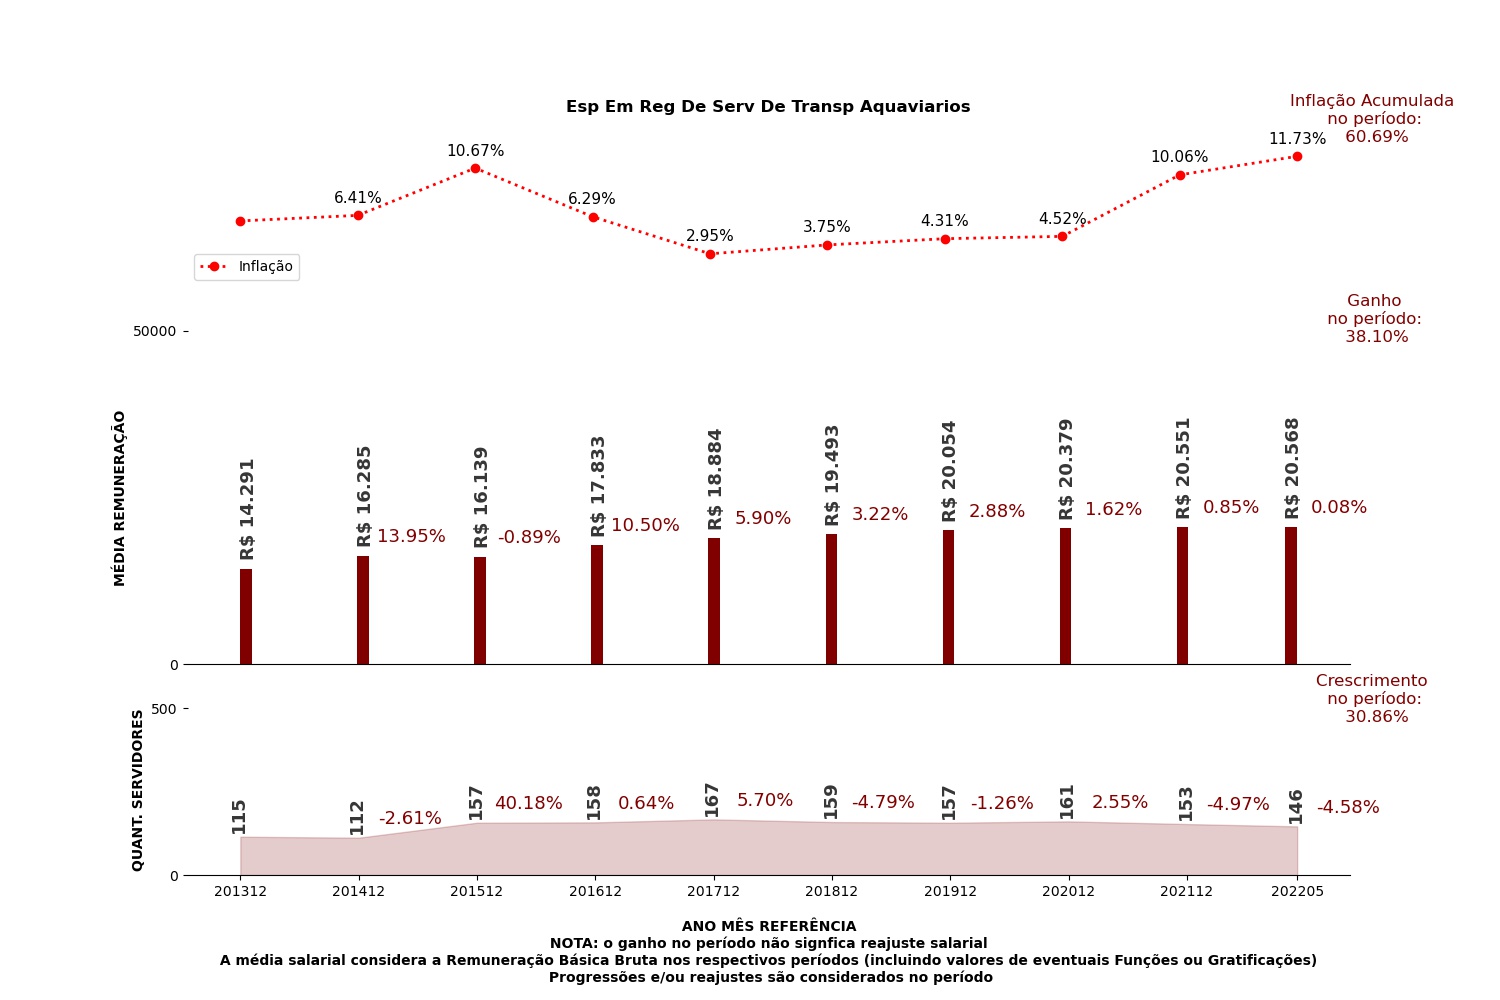 Esp Em Reg De Serv De Transp Aquaviarios
Inflação Acumulada
no período:
60.69%
6.41%
10.67%
6.29%
2.95%
3.75%
4.31%
4.52%
10.06%
11.73%
Inflação
Ganho
no período:
38.10%
50000
0
MÉDIA REMUNERAÇÃO
R$ 14.291
R$ 16.285
R$ 16.139
R$ 17.833
R$ 18.884
R$ 19.493
R$ 20.054
R$ 20.379
R$ 20.551
R$ 20.568
13.95%
-0.89%
10.50%
5.90%
3.22%
2.88%
1.62%
0.85%
0.08%
Crescrimento
no período:
30.86%
500
0
QUANT. SERVIDORES
115
112
157
158
167
159
157
161
153
146
-2.61%
40.18%
0.64%
5.70%
-4.79%
-1.26%
2.55%
-4.97%
-4.58%
201312
201412
201512
201612
201712
201812
201912
202012
202112
202205
ANO MÊS REFERÊNCIA
NOTA: o ganho no período não signfica reajuste salarial
A média salarial considera a Remuneração Básica Bruta nos respectivos períodos (incluindo valores de eventuais Funções ou Gratificações)
Progressões e/ou reajustes são considerados no período